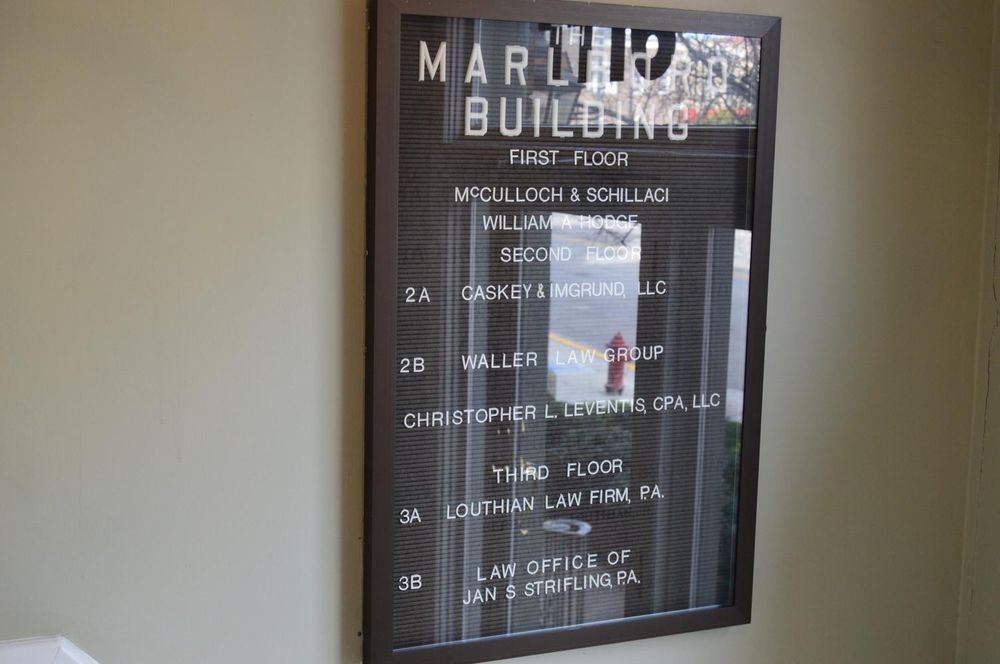 THE
MARLBORO
BUILDING
FIRST FLOOR
McCULLOCH & SCHILLACI
WILLIAM A HODGE
SECOND FLOOR
2A CASKEY & IMGRUND, LLC
2B WALLER LAW GROUP
CHRISTOPHER L. LEVENTIS, CPA, LLC
THIRD FLOOR
3A LOUTHIAN LAW FIRM, P.A.
3B LAW OFFICE OF
JAN S STRIFLING, P.A.